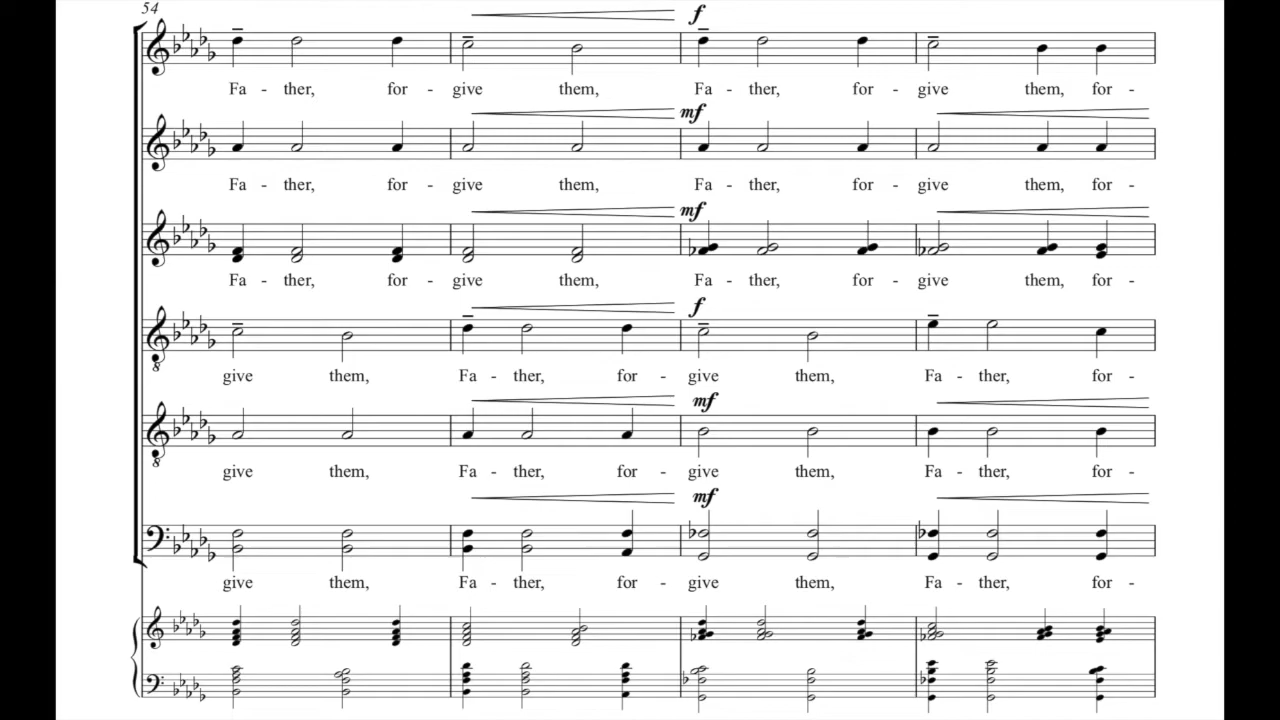 54
f
Fa - ther, for - give them, Fa - ther, for - give them, for -
mf
Fa - ther, for - give them, Fa - ther, for - give them, for -
mf
Fa - ther, for - give them, Fa - ther, for - give them, for -
f
give them, Fa - ther, for - give them, Fa - ther, for -
mf
give them, Fa - ther, for - give them, Fa - ther, for -
mf
give them, Fa - ther, for - give them, Fa - ther, for -